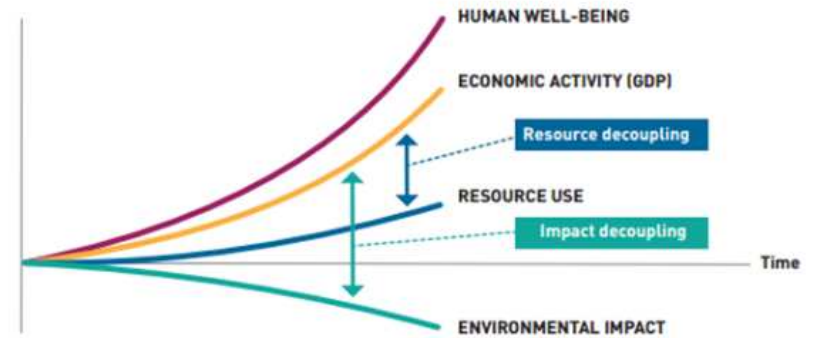 HUMAN WELL-BEING
ECONOMIC ACTIVITY (GDP)
Resource decoupling
RESOURCE USE
Impact decoupling
Time
ENVIRONMENTAL IMPACT